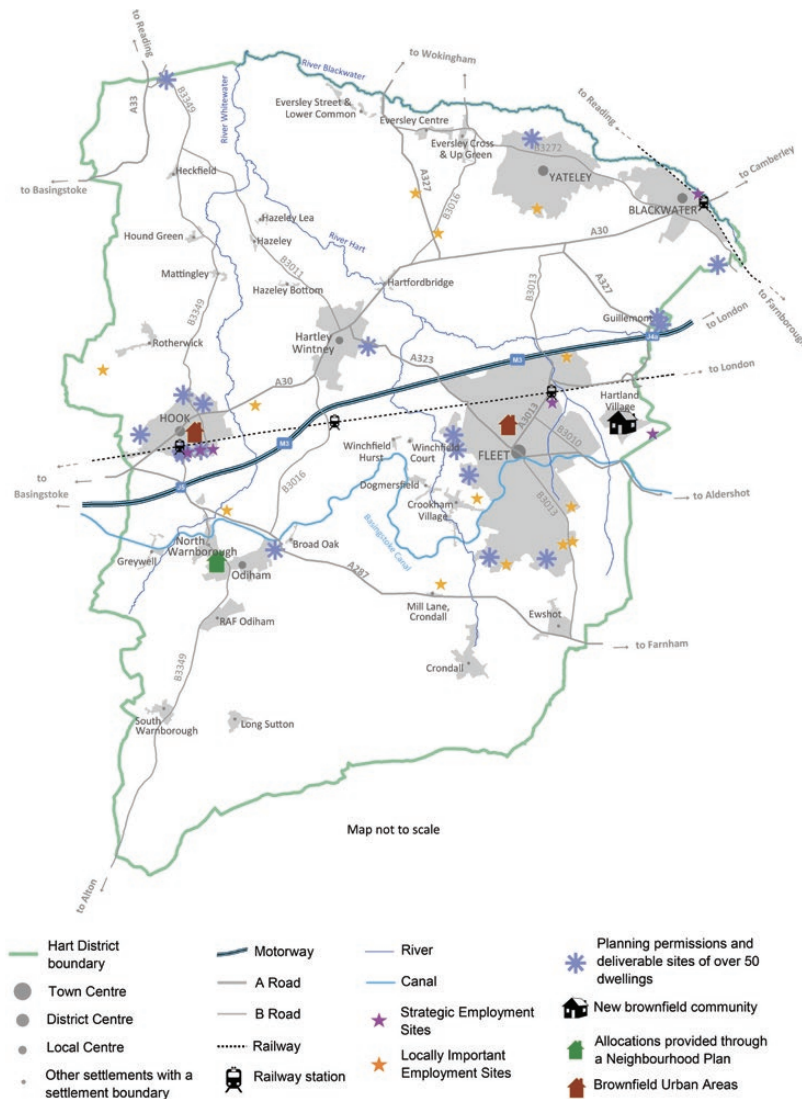 to Reading
to Wokingham
River Blackwater
A33
B3349
River Whitewater
Eversley Street &
Lower Common
Eversley Centre
to Reading
Eversley Cross
& Up Green
B3272
to Camberley
to Basingstoke
Heckfield
A327
B3016
YATELEY
BLACKWATER
Hazeley Lea
River Hart
Hound Green
Hazeley
A30
Mattingley
B3011
Hazeley Bottom
Hartfordbridge
B3013
A327
to Farnborough
B3349
Guillemont
to London
Rotherwick
Hartley
Wintney
J4a
A323
M3
to London
A30
Hartland
Village
HOOK
A3013
B3010
M3
Winchfield
Hurst
Winchfield
Court
FLEET
to
Basingstoke
B3016
Dogmersfield
to Aldershot
Crookham
Village
B3013
Basingstoke Canal
North
Warnborough
Broad Oak
Greywell
Odiham
A287
RAF Odiham
Mill Lane,
Crondall
Ewshot
to Farnham
B3349
Crondall
South
Warnborough
Long Sutton
Map not to scale
to Alton
Hart District
boundary
Town Centre
District Centre
Local Centre
Other settlements with a
settlement boundary
Motorway
A Road
B Road
Railway
Railway station
River
Canal
Strategic Employment
Sites
Locally Important
Employment Sites
Planning permissions and
deliverable sites of over 50
dwellings
New brownfield community
Allocations provided through
a Neighbourhood Plan
Brownfield Urban Areas